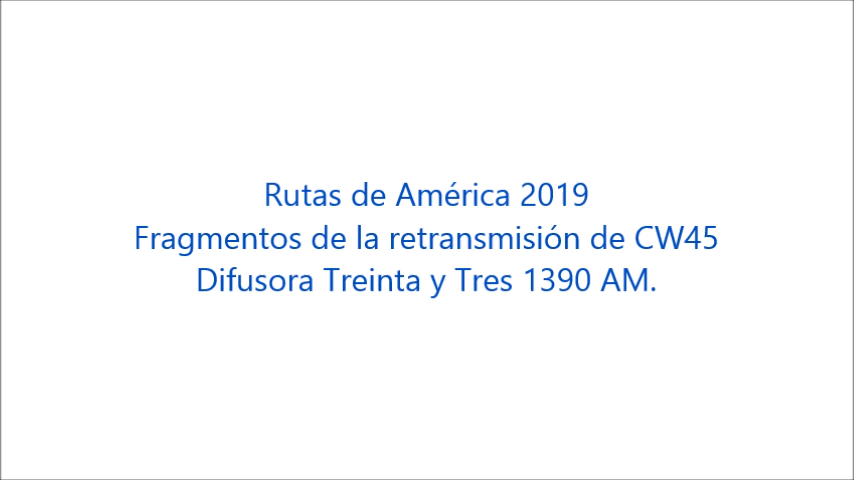 Rutas de América 2019
Fragmentos de la retransmisión de CW45
Difusora Treinta y Tres 1390 AM.